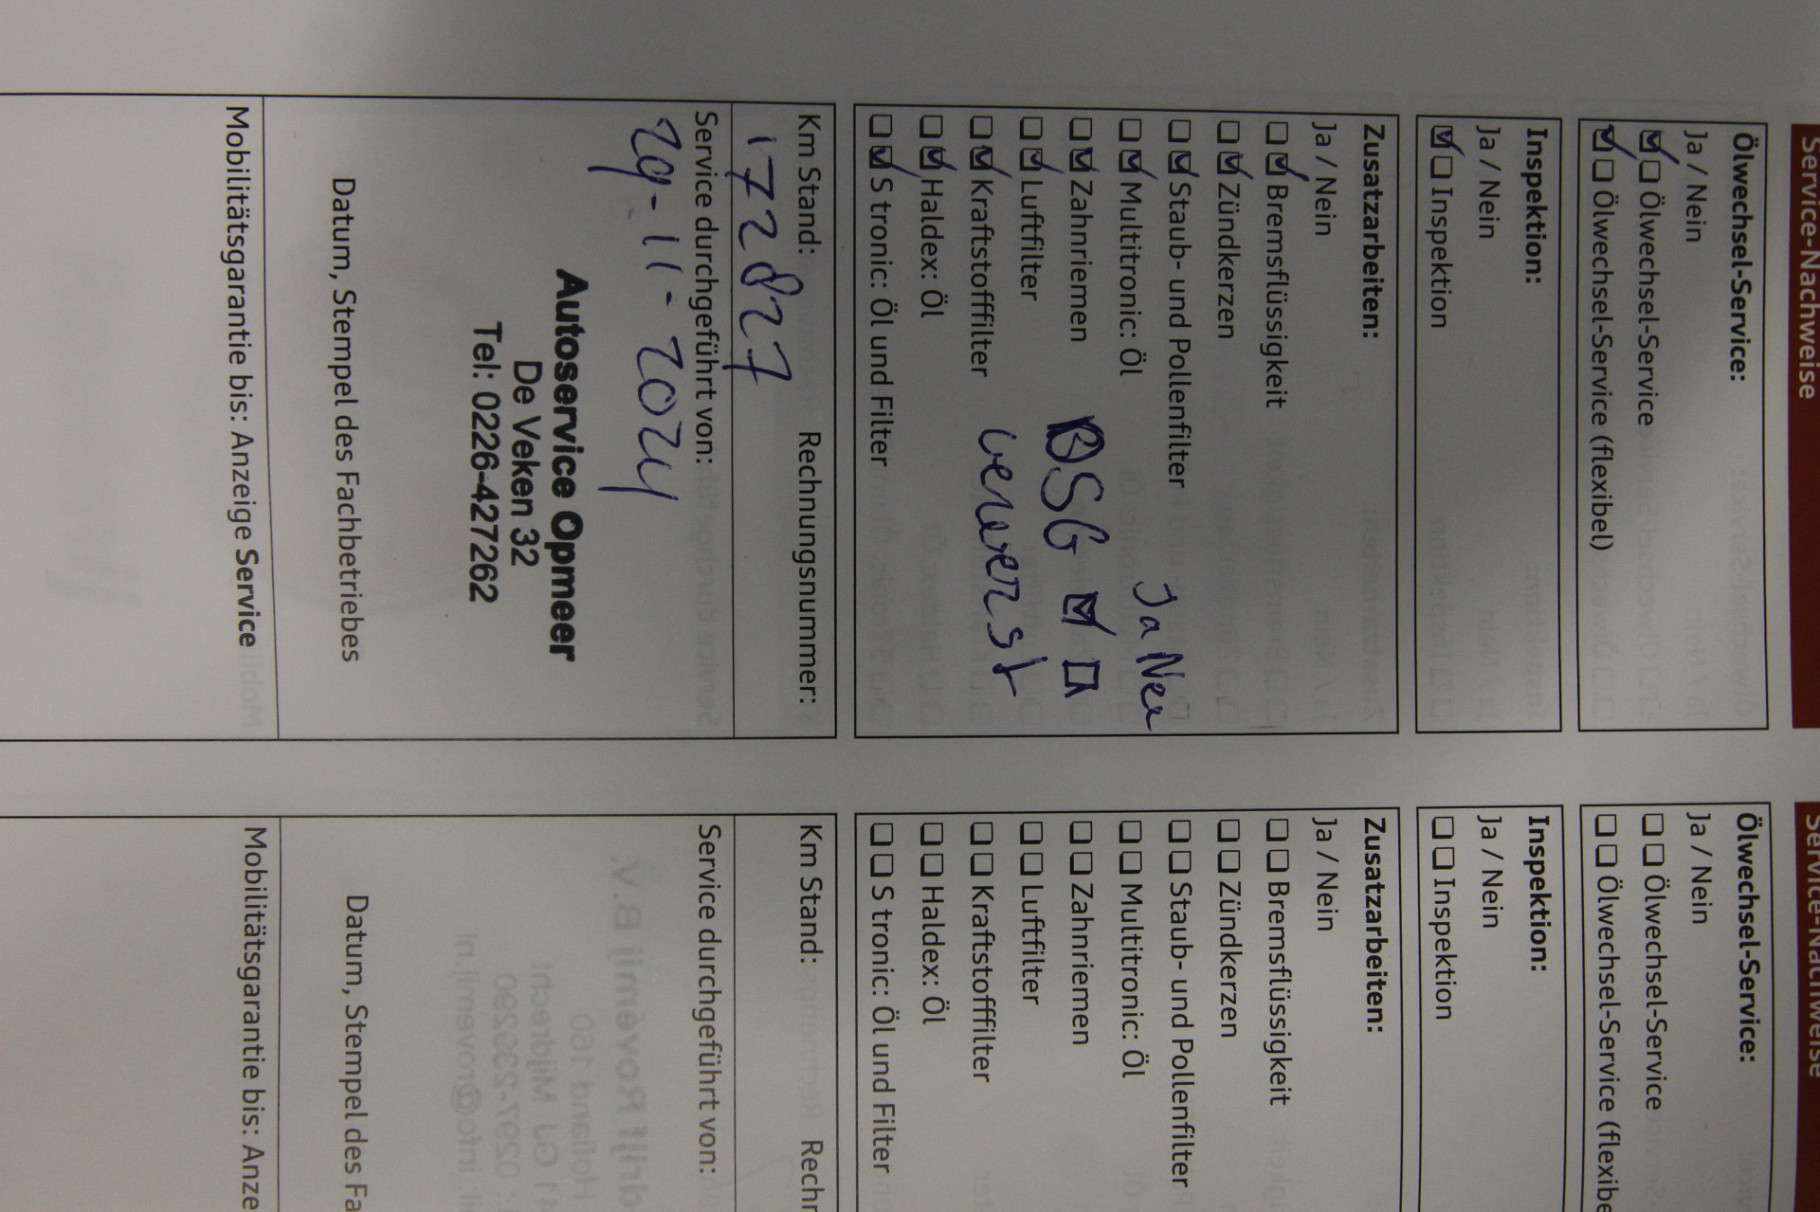 Service-Nachweise
Ölwechsel-Service:
Ja / Nein
☑☐ Ölwechsel-Service
☑☐ Ölwechsel-Service (flexibel)
Inspektion:
Ja / Nein
☑☐ Inspektion
Zusatzarbeiten:
Ja / Nein
☐☑ Bremsflüssigkeit
☐☑ Zündkerzen
☐☑ Staub- und Pollenfilter
☐☑ Multitronic: Öl
Ja Nei
☐☑ Zahnriemen
DSG ☑ ☐
☐☑ Luftfilter
ververst
☐☑ Kraftstofffilter
☐☑ Haldex: Öl
☐☑ S tronic: Öl und Filter
Km Stand: Rechnungsnummer:
172827
Service durchgeführt von:
29-11-2024
Autoservice Opmeer
De Veken 32
Tel: 0226-427262
Datum, Stempel des Fachbetriebes
Mobilitätsgarantie bis: Anzeige Service
Service-Nachweise
Ölwechsel-Service:
Ja / Nein
☐☐ Ölwechsel-Service
☐☐ Ölwechsel-Service (flexibe
Inspektion:
Ja / Nein
☐☐ Inspektion
Zusatzarbeiten:
Ja / Nein
☐☐ Bremsflüssigkeit
☐☐ Zündkerzen
☐☐ Staub- und Pollenfilter
☐☐ Multitronic: Öl
☐☐ Zahnriemen
☐☐ Luftfilter
☐☐ Kraftstofffilter
☐☐ Haldex: Öl
☐☐ S tronic: Öl und Filter
Km Stand: Rechn
Service durchgeführt von:
Datum, Stempel des Fa
Mobilitätsgarantie bis: Anze